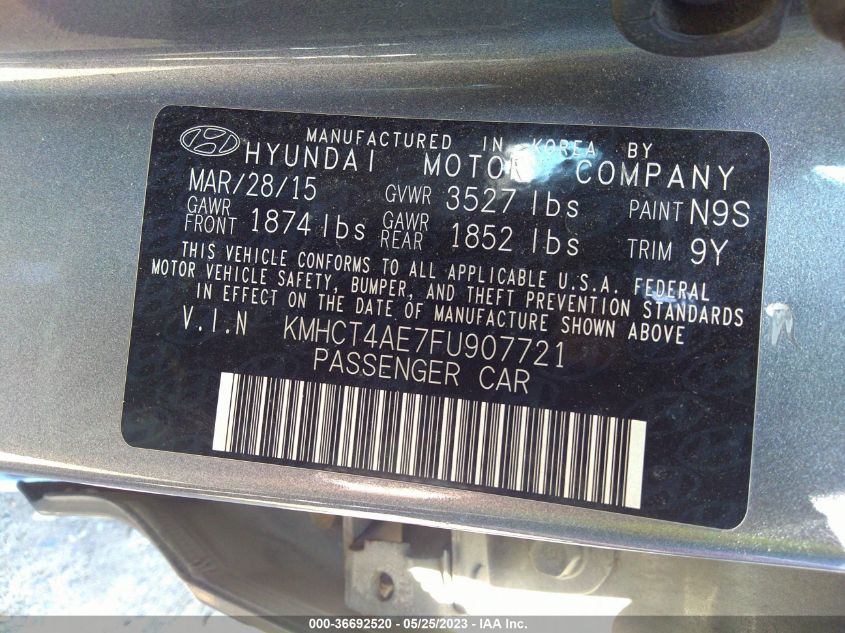 MANUFACTURED IN KOREA BY
HYUNDAI MOTOR COMPANY
MAR/28/15 GVWR 3527 lbs PAINT N9S
GAWR FRONT 1874 lbs GAWR REAR 1852 lbs TRIM 9Y
THIS VEHICLE CONFORMS TO ALL APPLICABLE U.S.A. FEDERAL
MOTOR VEHICLE SAFETY, BUMPER, AND THEFT PREVENTION STANDARDS
IN EFFECT ON THE DATE OF MANUFACTURE SHOWN ABOVE
V.I.N KMHCT4AE7FU907721
PASSENGER CAR
000-36692520 - 05/25/2023 - IAA Inc.